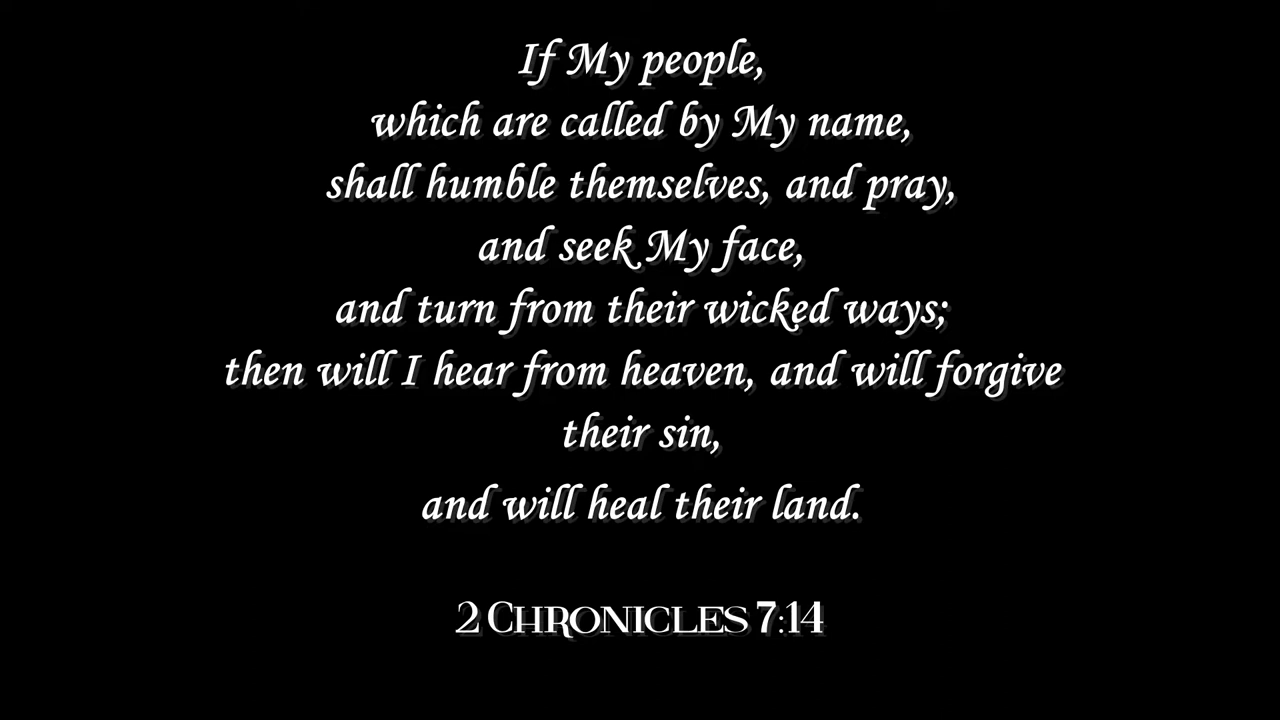 If My people,
which are called by My name,
shall humble themselves, and pray,
and seek My face,
and turn from their wicked ways;
then will I hear from heaven, and will forgive
their sin,
and will heal their land.
2 CHRONICLES 7:14